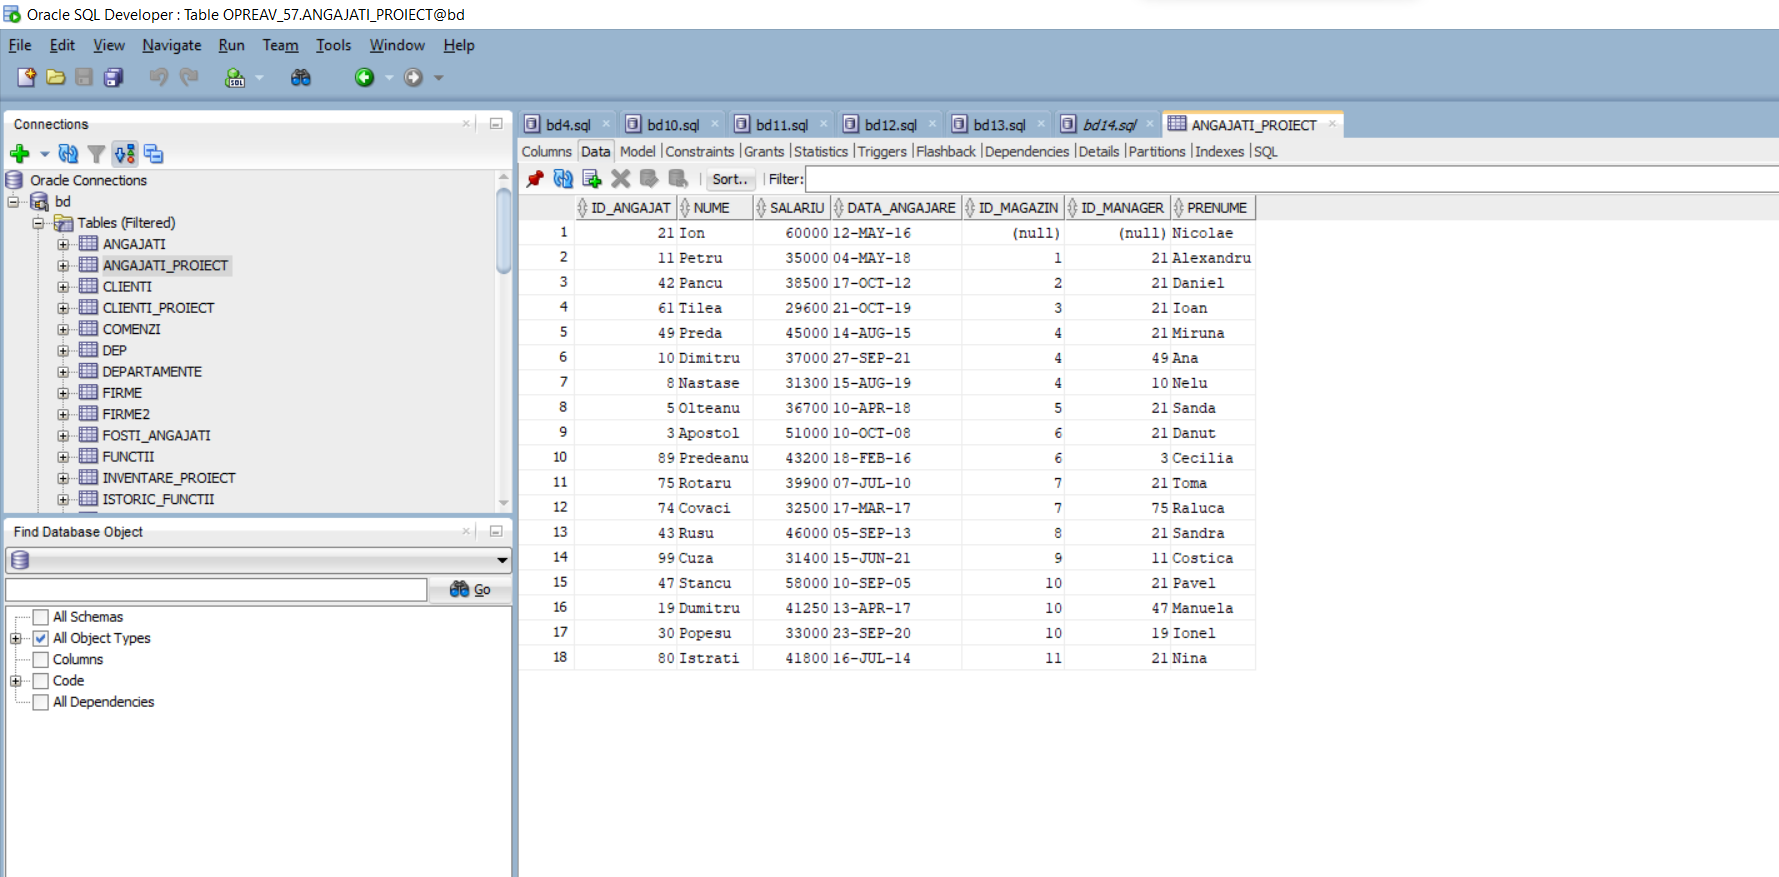 Oracle SQL Developer : Table OPREAV_57.ANGAJATI_PROIECT@bd
File Edit View Navigate Run Team Tools Window Help
SQL
Connections
Oracle Connections
bd
Tables (Filtered)
ANGAJATI
ANGAJATI_PROIECT
CLIENTI
CLIENTI_PROIECT
COMENZI
DEP
DEPARTAMENTE
FIRME
FIRME2
FOSTI_ANGAJATI
FUNCTII
INVENTARE_PROIECT
ISTORIC_FUNCTII
Find Database Object
Go
All Schemas
All Object Types
Columns
Code
All Dependencies
bd4.sql bd10.sql bd11.sql bd12.sql bd13.sql bd14.sql ANGAJATI_PROIECT
Columns Data Model | Constraints | Grants | Statistics | Triggers | Flashback | Dependencies | Details | Partitions | Indexes | SQL
Sort.. Filter:
ID_ANGAJAT NUME SALARIU DATA_ANGAJARE ID_MAGAZIN ID_MANAGER PRENUME
1 21 Ion 60000 12-MAY-16 (null) (null) Nicolae
2 11 Petru 35000 04-MAY-18 1 21 Alexandru
3 42 Pancu 38500 17-OCT-12 2 21 Daniel
4 61 Tilea 29600 21-OCT-19 3 21 Ioan
5 49 Preda 45000 14-AUG-15 4 21 Miruna
6 10 Dimitru 37000 27-SEP-21 4 49 Ana
7 8 Nastase 31300 15-AUG-19 4 10 Nelu
8 5 Olteanu 36700 10-APR-18 5 21 Sanda
9 3 Apostol 51000 10-OCT-08 6 21 Danut
10 89 Predeanu 43200 18-FEB-16 6 3 Cecilia
11 75 Rotaru 39900 07-JUL-10 7 21 Toma
12 74 Covaci 32500 17-MAR-17 7 75 Raluca
13 43 Rusu 46000 05-SEP-13 8 21 Sandra
14 99 Cuza 31400 15-JUN-21 9 11 Costica
15 47 Stancu 58000 10-SEP-05 10 21 Pavel
16 19 Dumitru 41250 13-APR-17 10 47 Manuela
17 30 Popesu 33000 23-SEP-20 10 19 Ionel
18 80 Istrati 41800 16-JUL-14 11 21 Nina